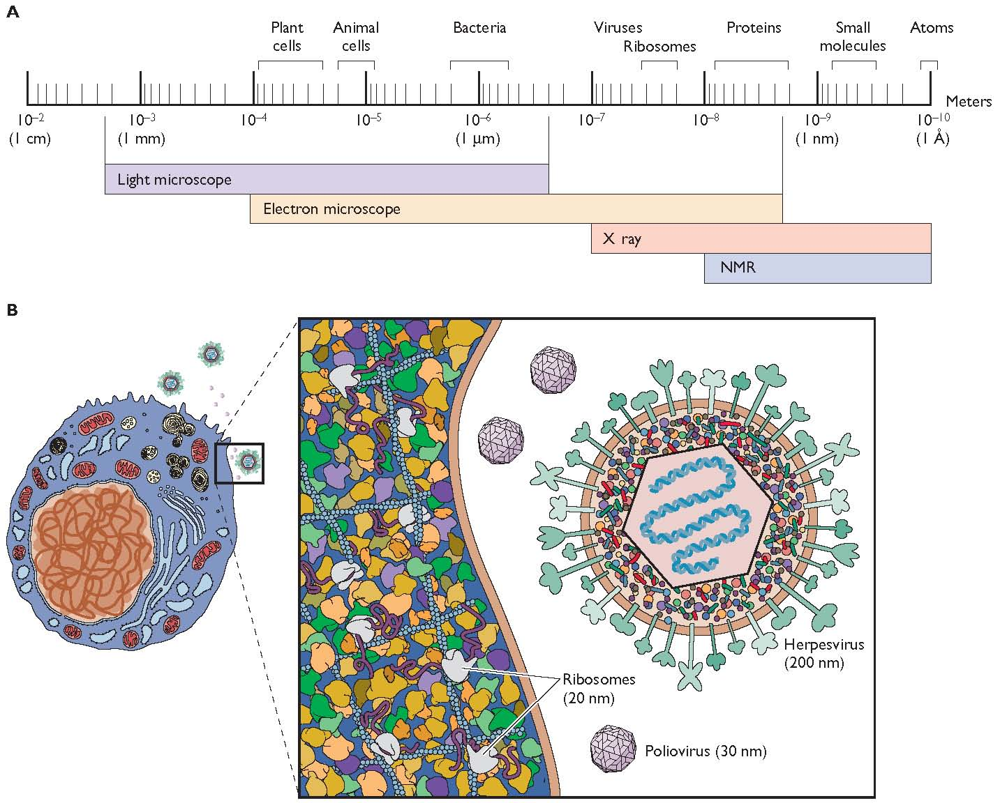 A
Plant cells
Animal cells
Bacteria
Viruses
Ribosomes
Proteins
Small molecules
Atoms
Meters
10⁻² (1 cm)
10⁻³ (1 mm)
10⁻⁴
10⁻⁵
10⁻⁶ (1 μm)
10⁻⁷
10⁻⁸
10⁻⁹ (1 nm)
10⁻¹⁰ (1 Å)
Light microscope
Electron microscope
X ray
NMR
B
Herpesvirus
(200 nm)
Ribosomes
(20 nm)
Poliovirus (30 nm)